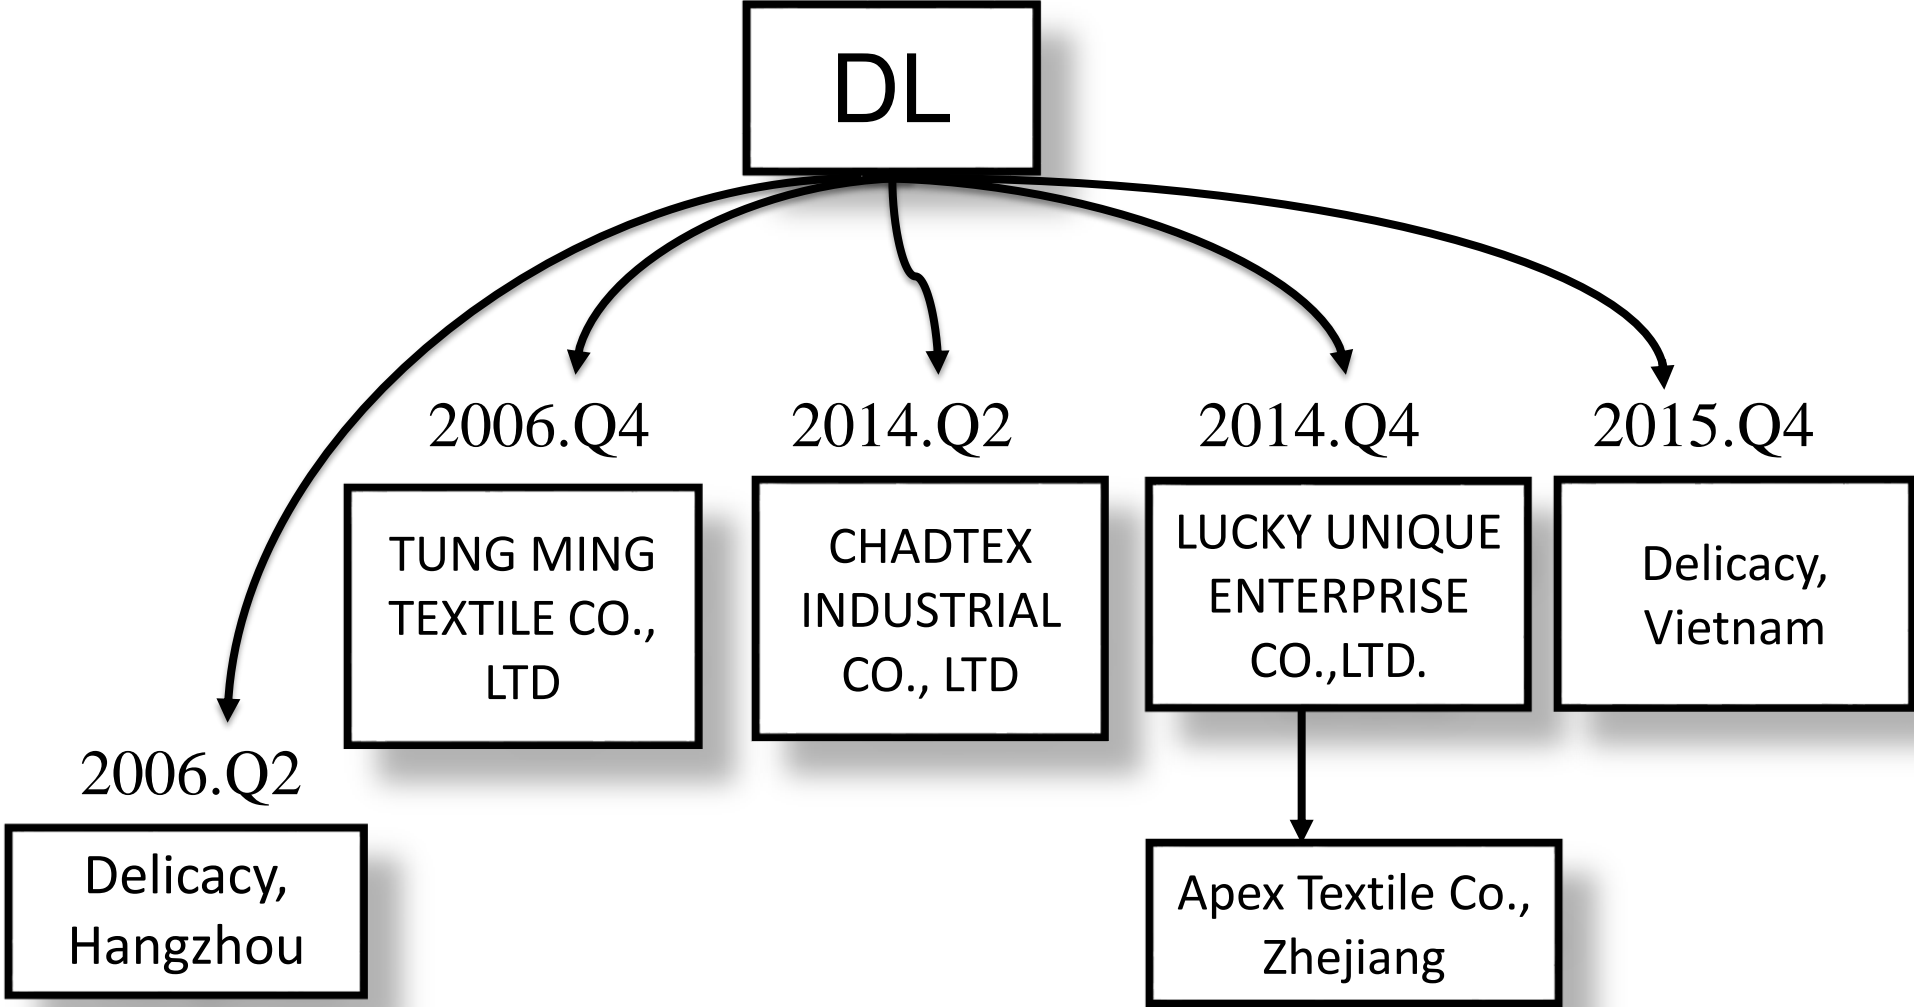 DL
2006.Q4
TUNG MING
TEXTILE CO.,
LTD
2014.Q2
CHADTEX
INDUSTRIAL
CO., LTD
2014.Q4
LUCKY UNIQUE
ENTERPRISE
CO.,LTD.
2015.Q4
Delicacy,
Vietnam
2006.Q2
Delicacy,
Hangzhou
Apex Textile Co.,
Zhejiang